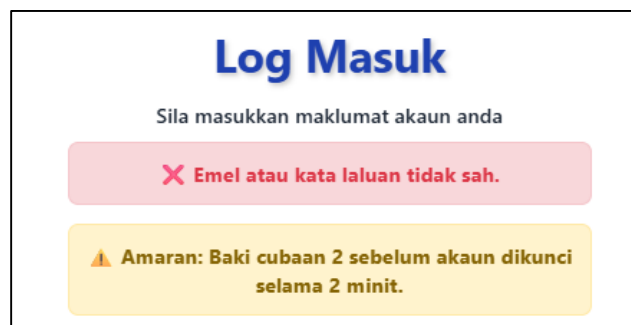 Log Masuk
Sila masukkan maklumat akaun anda
❌ Emel atau kata laluan tidak sah.
⚠️ Amaran: Baki cubaan 2 sebelum akaun dikunci
selama 2 minit.